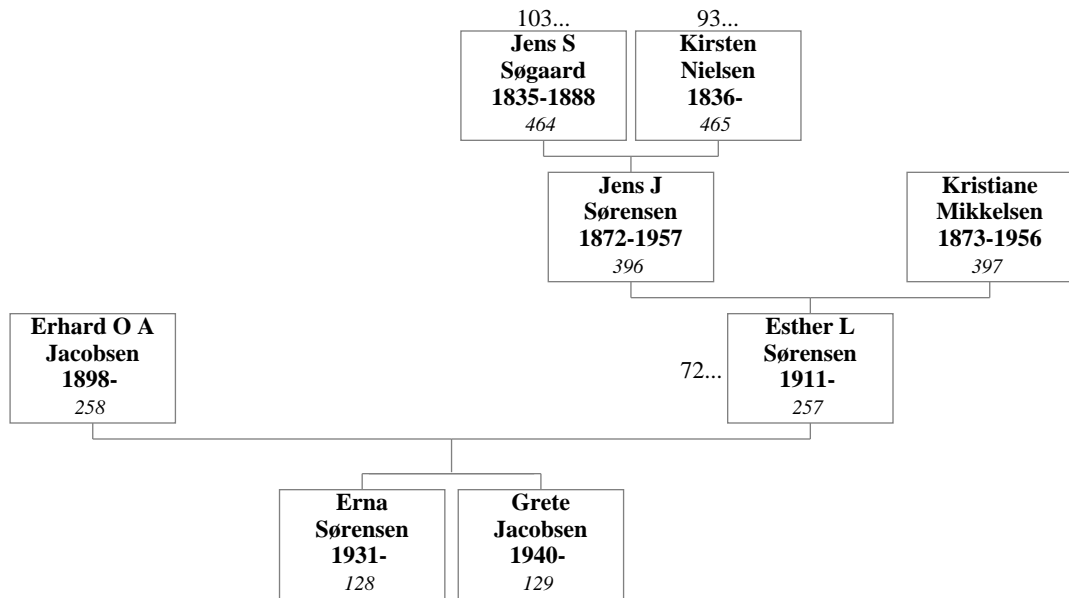 103...
Jens S
Søgaard
1835-1888
464
93...
Kirsten
Nielsen
1836-
465
Jens J
Sørensen
1872-1957
396
Kristiane
Mikkelsen
1873-1956
397
Erhard O A
Jacobsen
1898-
258
72...
Esther L
Sørensen
1911-
257
Erna
Sørensen
1931-
128
Grete
Jacobsen
1940-
129